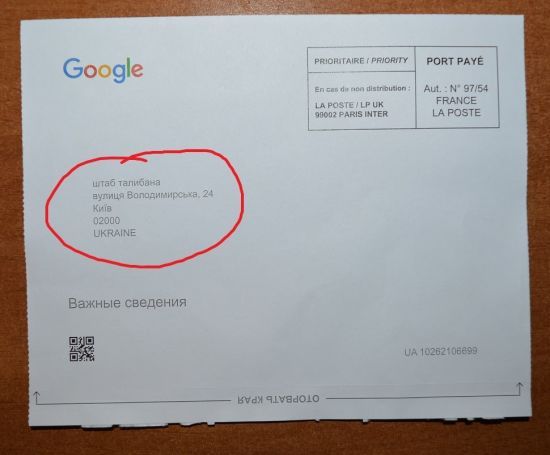 Google
PRIORITAIRE / PRIORITY
En cas de non distribution :
LA POSTE / LP UK
99002 PARIS INTER
PORT PAYÉ
Aut. : N° 97/54
FRANCE
LA POSTE
штаб талибана
вулиця Володимирська, 24
Київ
02000
UKRAINE
Важные сведения
UA 10262106699
ОТОРВАТЬ КРАЯ